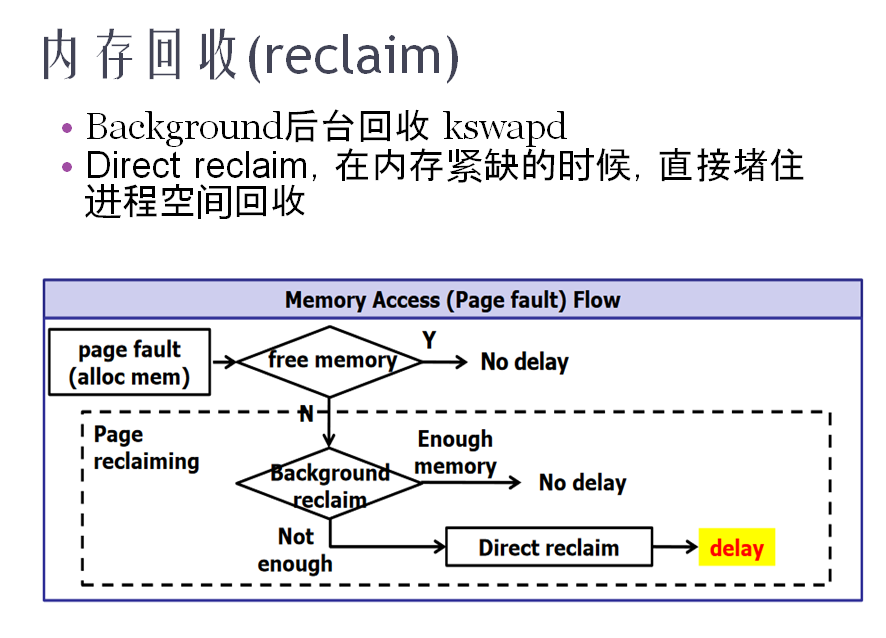 内存回收(reclaim)
Background后台回收 kswapd
Direct reclaim，在内存紧缺的时候，直接堵住
进程空间回收
Memory Access (Page fault) Flow
page fault
(alloc mem)
free memory
Y
No delay
N
Page
reclaiming
Background
reclaim
Enough
memory
No delay
Not
enough
Direct reclaim
delay